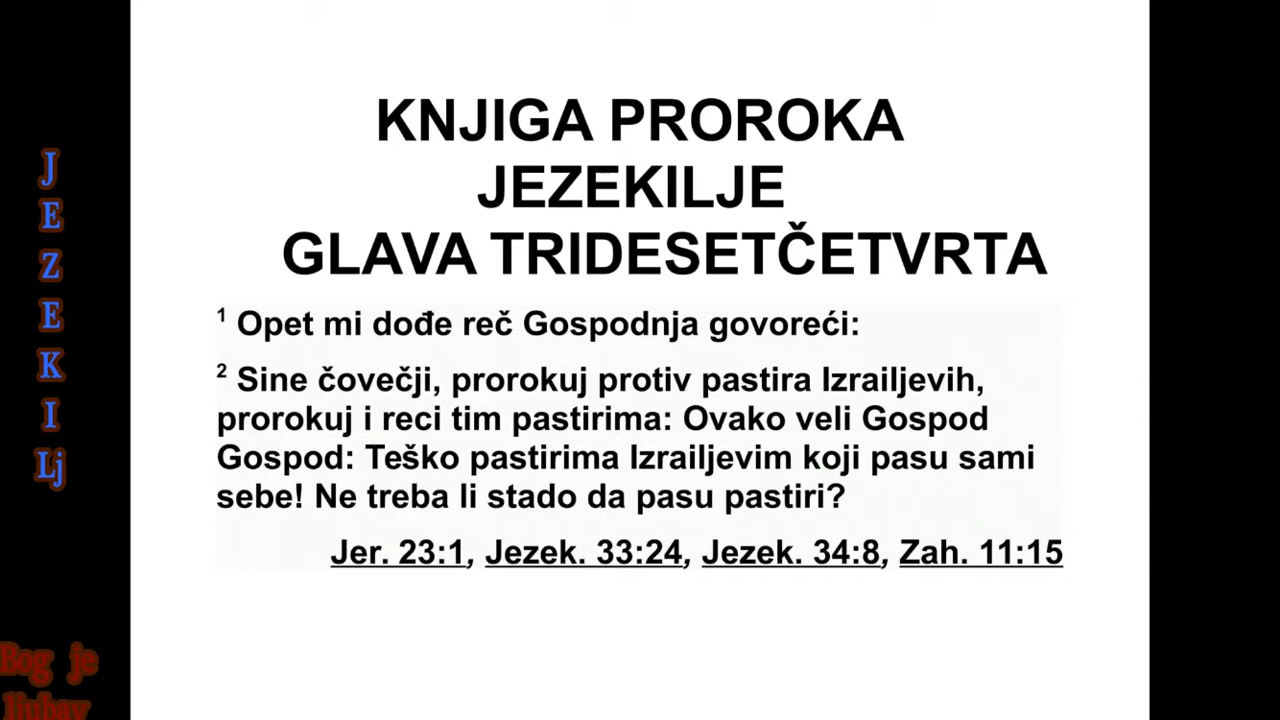 KNJIGA PROROKA
JEZEKILJE
GLAVA TRIDESETČETVRTA
1 Opet mi dođe reč Gospodnja govoreći:
2 Sine čovečji, prorokuj protiv pastira Izrailjevih,
prorokuj i reci tim pastirima: Ovako veli Gospod
Gospod: Teško pastirima Izrailjevim koji pasu sami
sebe! Ne treba li stado da pasu pastiri?
Jer. 23:1, Jezek. 33:24, Jezek. 34:8, Zah. 11:15
J
E
Z
E
K
I
Lj
Bog je
ljubav